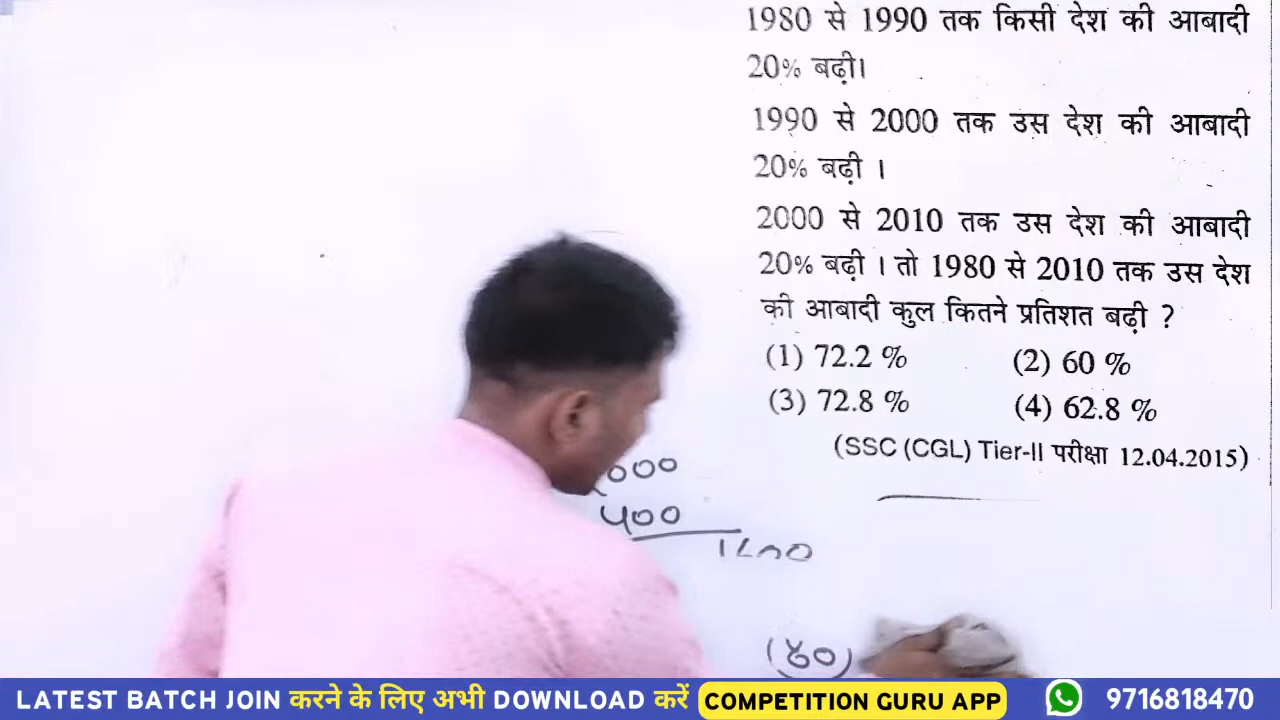 1980 से 1990 तक किसी देश की आबादी
20% बढ़ी।
1990 से 2000 तक उस देश की आबादी
20% बढ़ी ।
2000 से 2010 तक उस देश की आबादी
20% बढ़ी । तो 1980 से 2010 तक उस देश
की आबादी कुल कितने प्रतिशत बढ़ी ?
(1) 72.2 % (2) 60 %
(3) 72.8 % (4) 62.8 %
(SSC (CGL) Tier-II परीक्षा 12.04.2015)
LATEST BATCH JOIN करने के लिए अभी DOWNLOAD करें COMPETITION GURU APP 9716818470